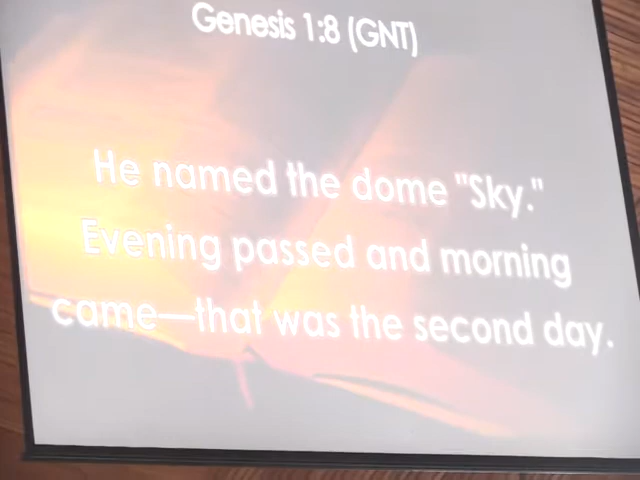 Genesis 1:8 (GNT)
He named the dome "Sky."
Evening passed and morning
came—that was the second day.